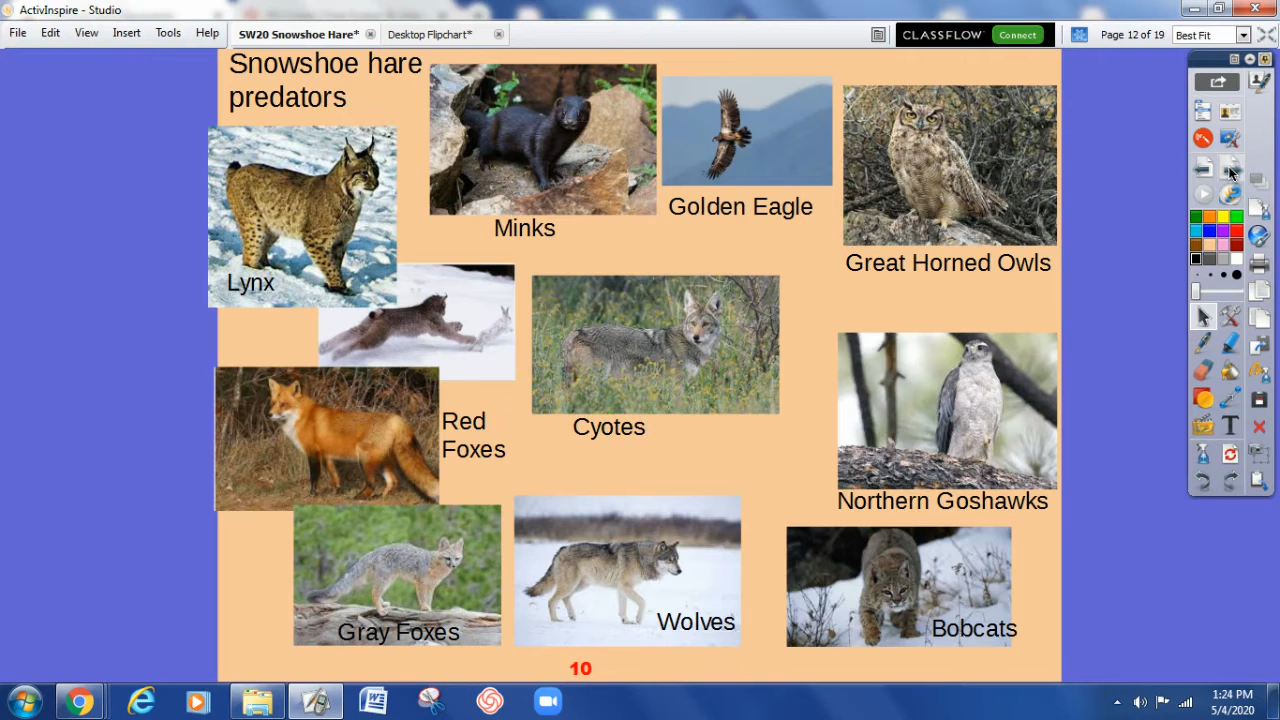 ActivInspire - Studio
File Edit View Insert Tools Help
SW20 Snowshoe Hare* Desktop Flipchart*
CLASSFLOW Connect
Page 12 of 19 Best Fit
Snowshoe hare
predators
Lynx
Minks
Golden Eagle
Great Horned Owls
Red
Foxes
Cyotes
Northern Goshawks
Gray Foxes
Wolves
Bobcats
10
1:24 PM
5/4/2020